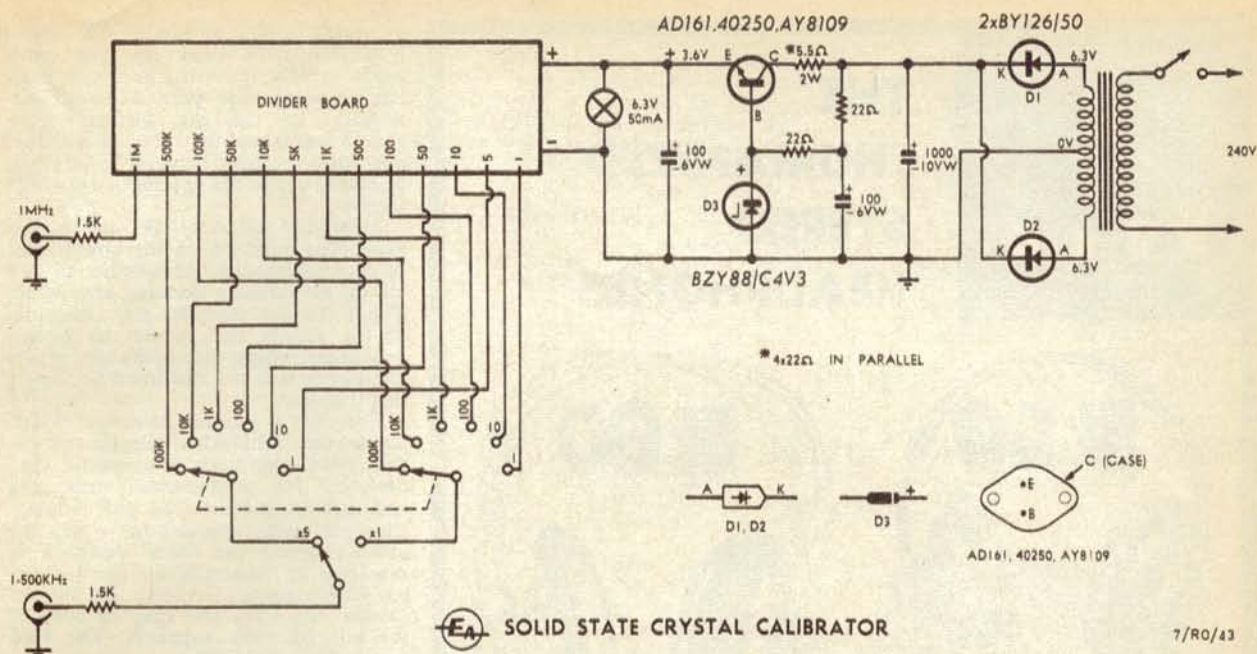 AD161, 40250, AY8109
2xBY126/50
DIVIDER BOARD
+
-
1M
500K
100K
50K
10K
5K
1K
500
100
50
10
5
1
6.3V
50mA
+
3.6V
100
-6VW
E
C
B
*5.5Ω
2W
22Ω
22Ω
D3
+
BZY88/C4V3
+
100
-6VW
+
1000
-10VW
K
A
D1
6.3V
0V
240V
D2
K
A
6.3V
1MHz
1.5K
100K
10K
1K
100
10
1
100K
10K
1K
100
10
1
*4x22Ω IN PARALLEL
x5
x1
1-500KHz
1.5K
A
K
D1, D2
+
D3
C (CASE)
E
B
AD161, 40250, AY8109
EA
SOLID STATE CRYSTAL CALIBRATOR
7/RO/43